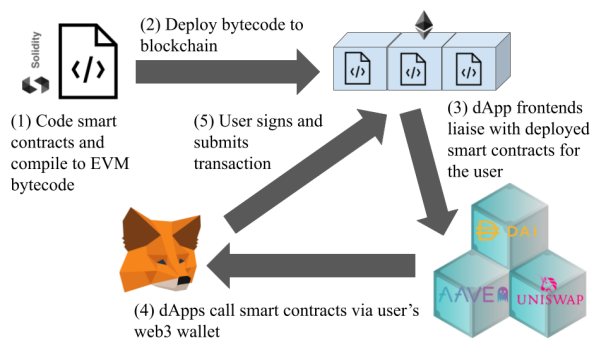 Solidity
</>
(1) Code smart
contracts and
compile to EVM
bytecode
(2) Deploy bytecode to
blockchain
</>
</>
</>
(3) dApp frontends
liaise with deployed
smart contracts for
the user
DAI
AAVE
UNISWAP
(4) dApps call smart contracts via user’s
web3 wallet
(5) User signs and
submits
transaction